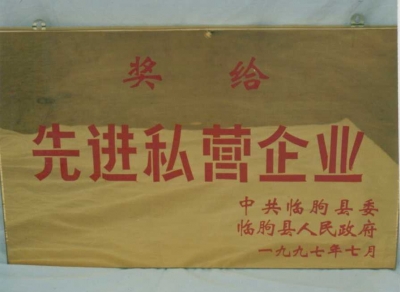 奖给
先进私营企业
中共临朐县委
临朐县人民政府
一九九七年七月